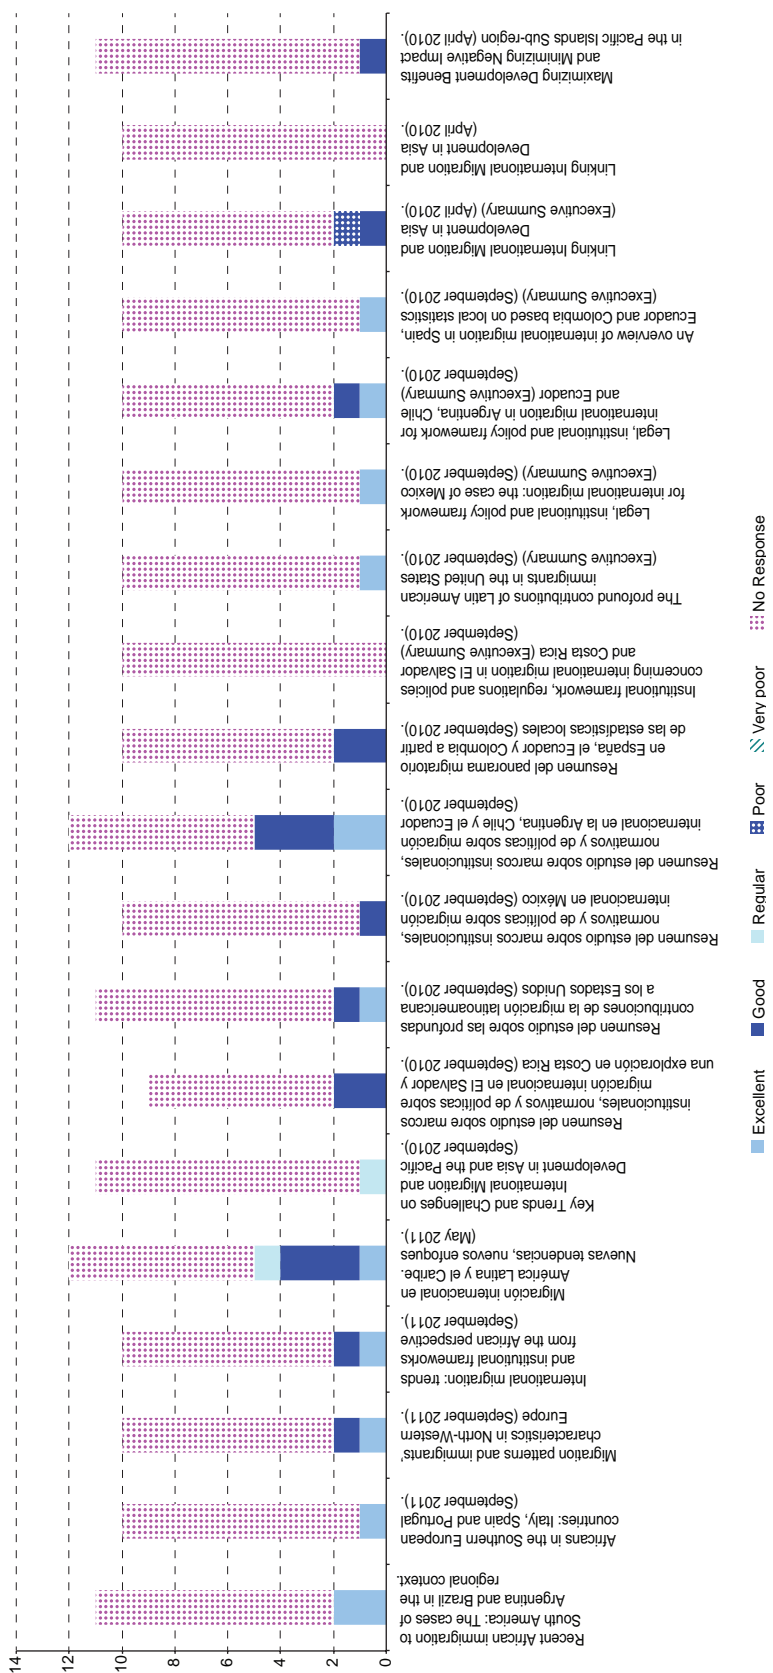 14
12
10
8
6
4
2
0
Recent African immigration to
South America: The cases of
Argentina and Brazil in the
regional context.
Africans in the Southern European
countries: Italy, Spain and Portugal
(September 2011).
Migration patterns and immigrants'
characteristics in North-Western
Europe (September 2011).
International migration: trends
and institutional frameworks
from the African perspective
(September 2011).
Migración internacional en
América Latina y el Caribe.
Nuevas tendencias, nuevos enfoques
(May 2011).
Key Trends and Challenges on
International Migration and
Development in Asia and the Pacific
(September 2010).
Resumen del estudio sobre marcos
institucionales, normativos y de políticas sobre
migración internacional en El Salvador y
una exploración en Costa Rica (September 2010).
Resumen del estudio sobre las profundas
contribuciones de la migración latinoamericana
a los Estados Unidos (September 2010).
Resumen del estudio sobre marcos institucionales,
normativos y de políticas sobre migración
internacional en México (September 2010).
Resumen del estudio sobre marcos institucionales,
normativos y de políticas sobre migración
internacional en la Argentina, Chile y el Ecuador
(September 2010).
Resumen del panorama migratorio
en España, el Ecuador y Colombia a partir
de las estadísticas locales (September 2010).
Institutional framework, regulations and policies
concerning international migration in El Salvador
and Costa Rica (Executive Summary)
(September 2010).
The profound contributions of Latin American
immigrants in the United States
(Executive Summary) (September 2010).
Legal, institutional and policy framework
for international migration: the case of Mexico
(Executive Summary) (September 2010).
Legal, institutional and policy framework for
international migration in Argentina, Chile
and Ecuador (Executive Summary)
(September 2010).
An overview of international migration in Spain,
Ecuador and Colombia based on local statistics
(Executive Summary) (September 2010).
Linking International Migration and
Development in Asia
(Executive Summary) (April 2010).
Linking International Migration and
Development in Asia
(April 2010).
Maximizing Development Benefits
and Minimizing Negative Impact
in the Pacific Islands Sub-region (April 2010).
Excellent
Good
Regular
Poor
Very poor
No Response